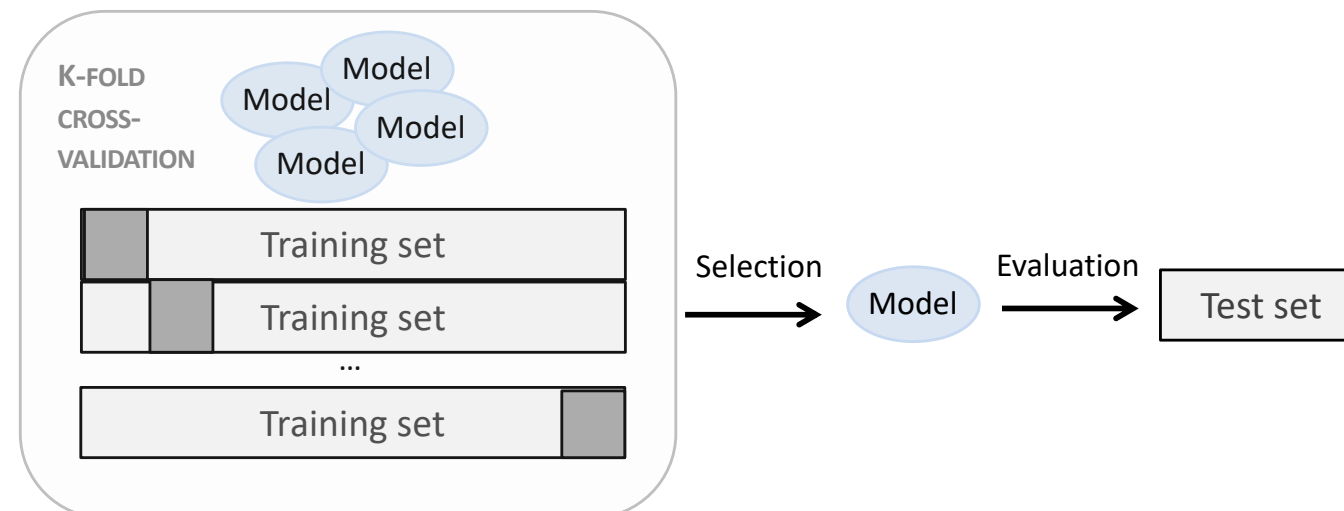 K-FOLD
CROSS-
VALIDATION
Model
Model
Model
Model
Training set
Training set
...
Training set
Selection
Model
Evaluation
Test set